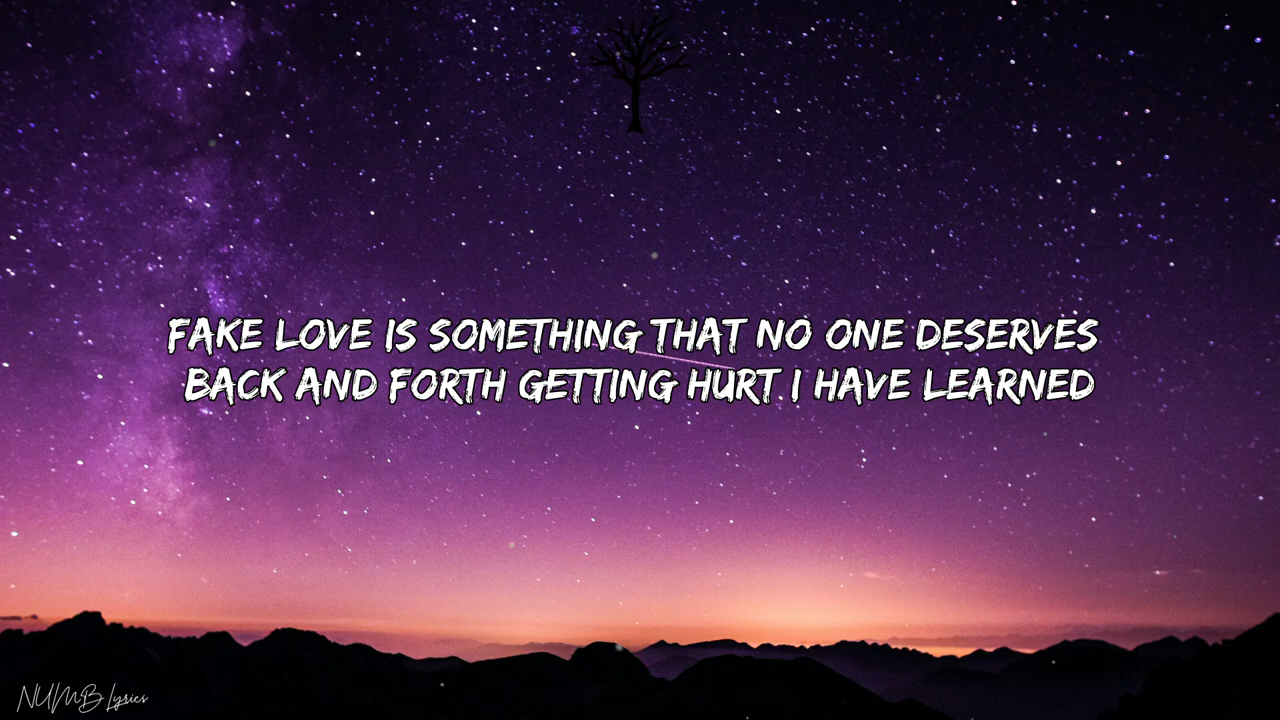 FAKE LOVE IS SOMETHING THAT NO ONE DESERVES
BACK AND FORTH GETTING HURT I HAVE LEARNED
NUMB Lyrics